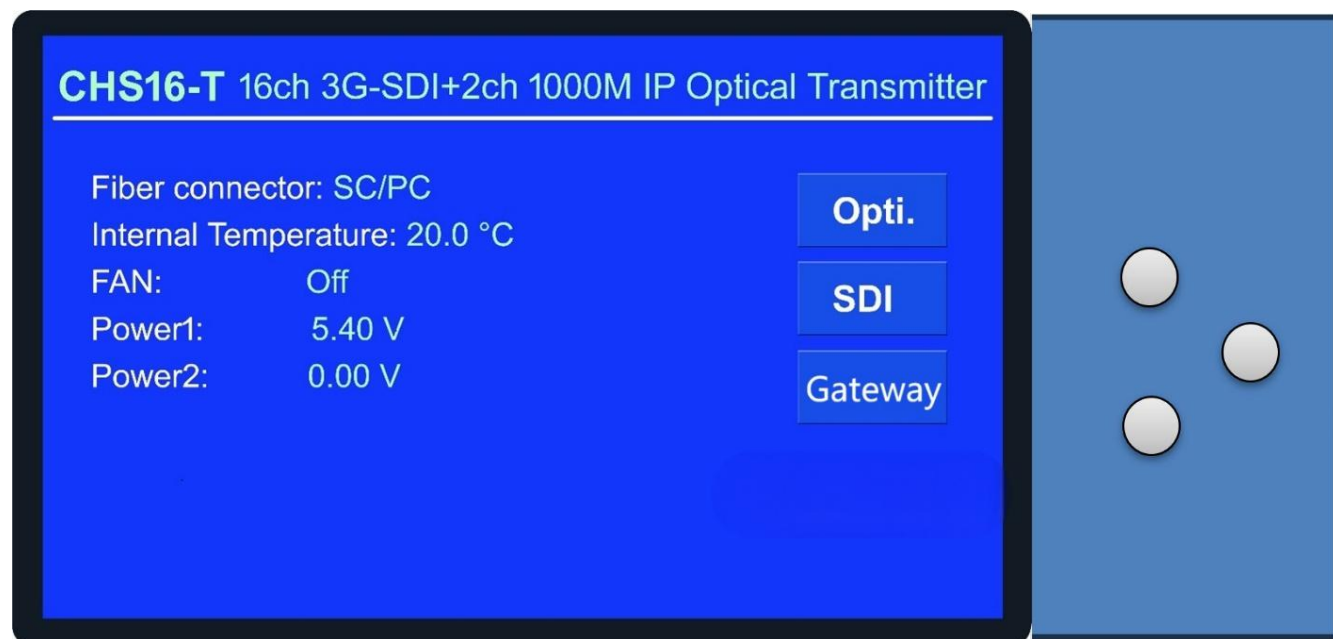 CHS16-T 16ch 3G-SDI+2ch 1000M IP Optical Transmitter
Fiber connector: SC/PC
Internal Temperature: 20.0 °C
FAN: Off
Power1: 5.40 V
Power2: 0.00 V
Opti.
SDI
Gateway